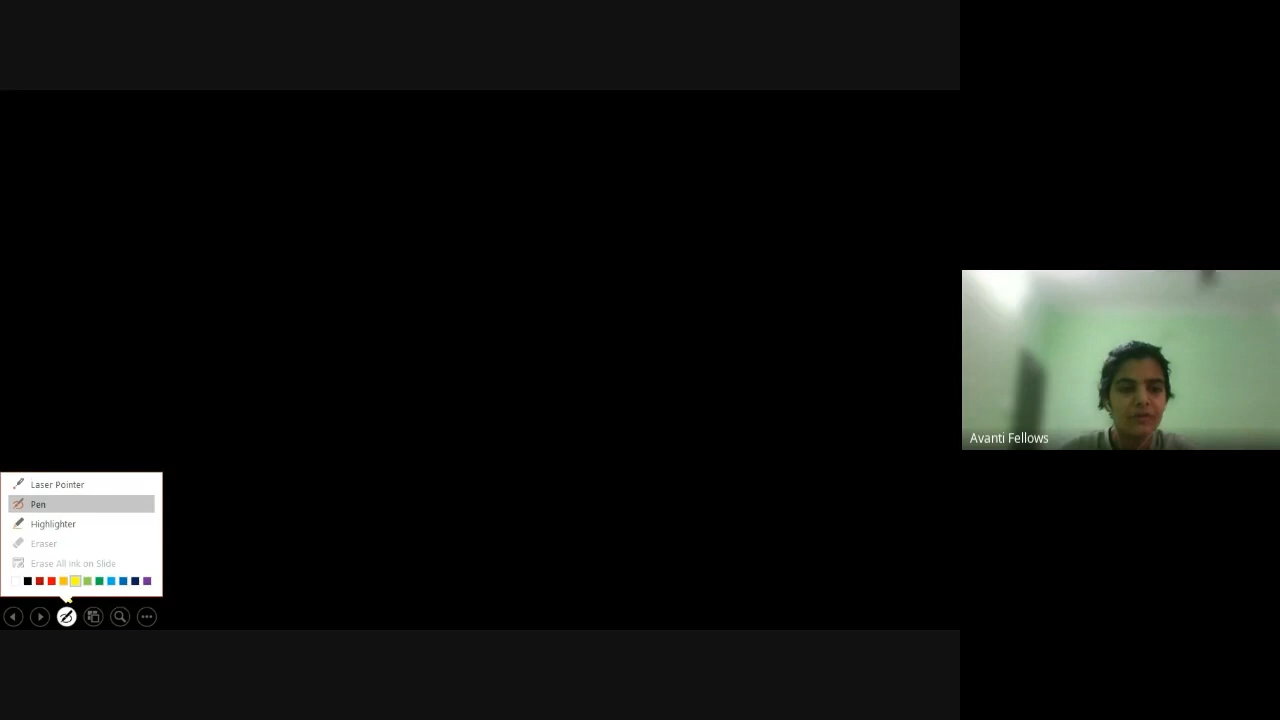 Laser Pointer
Pen
Highlighter
Eraser
Erase All Ink on Slide
Avanti Fellows